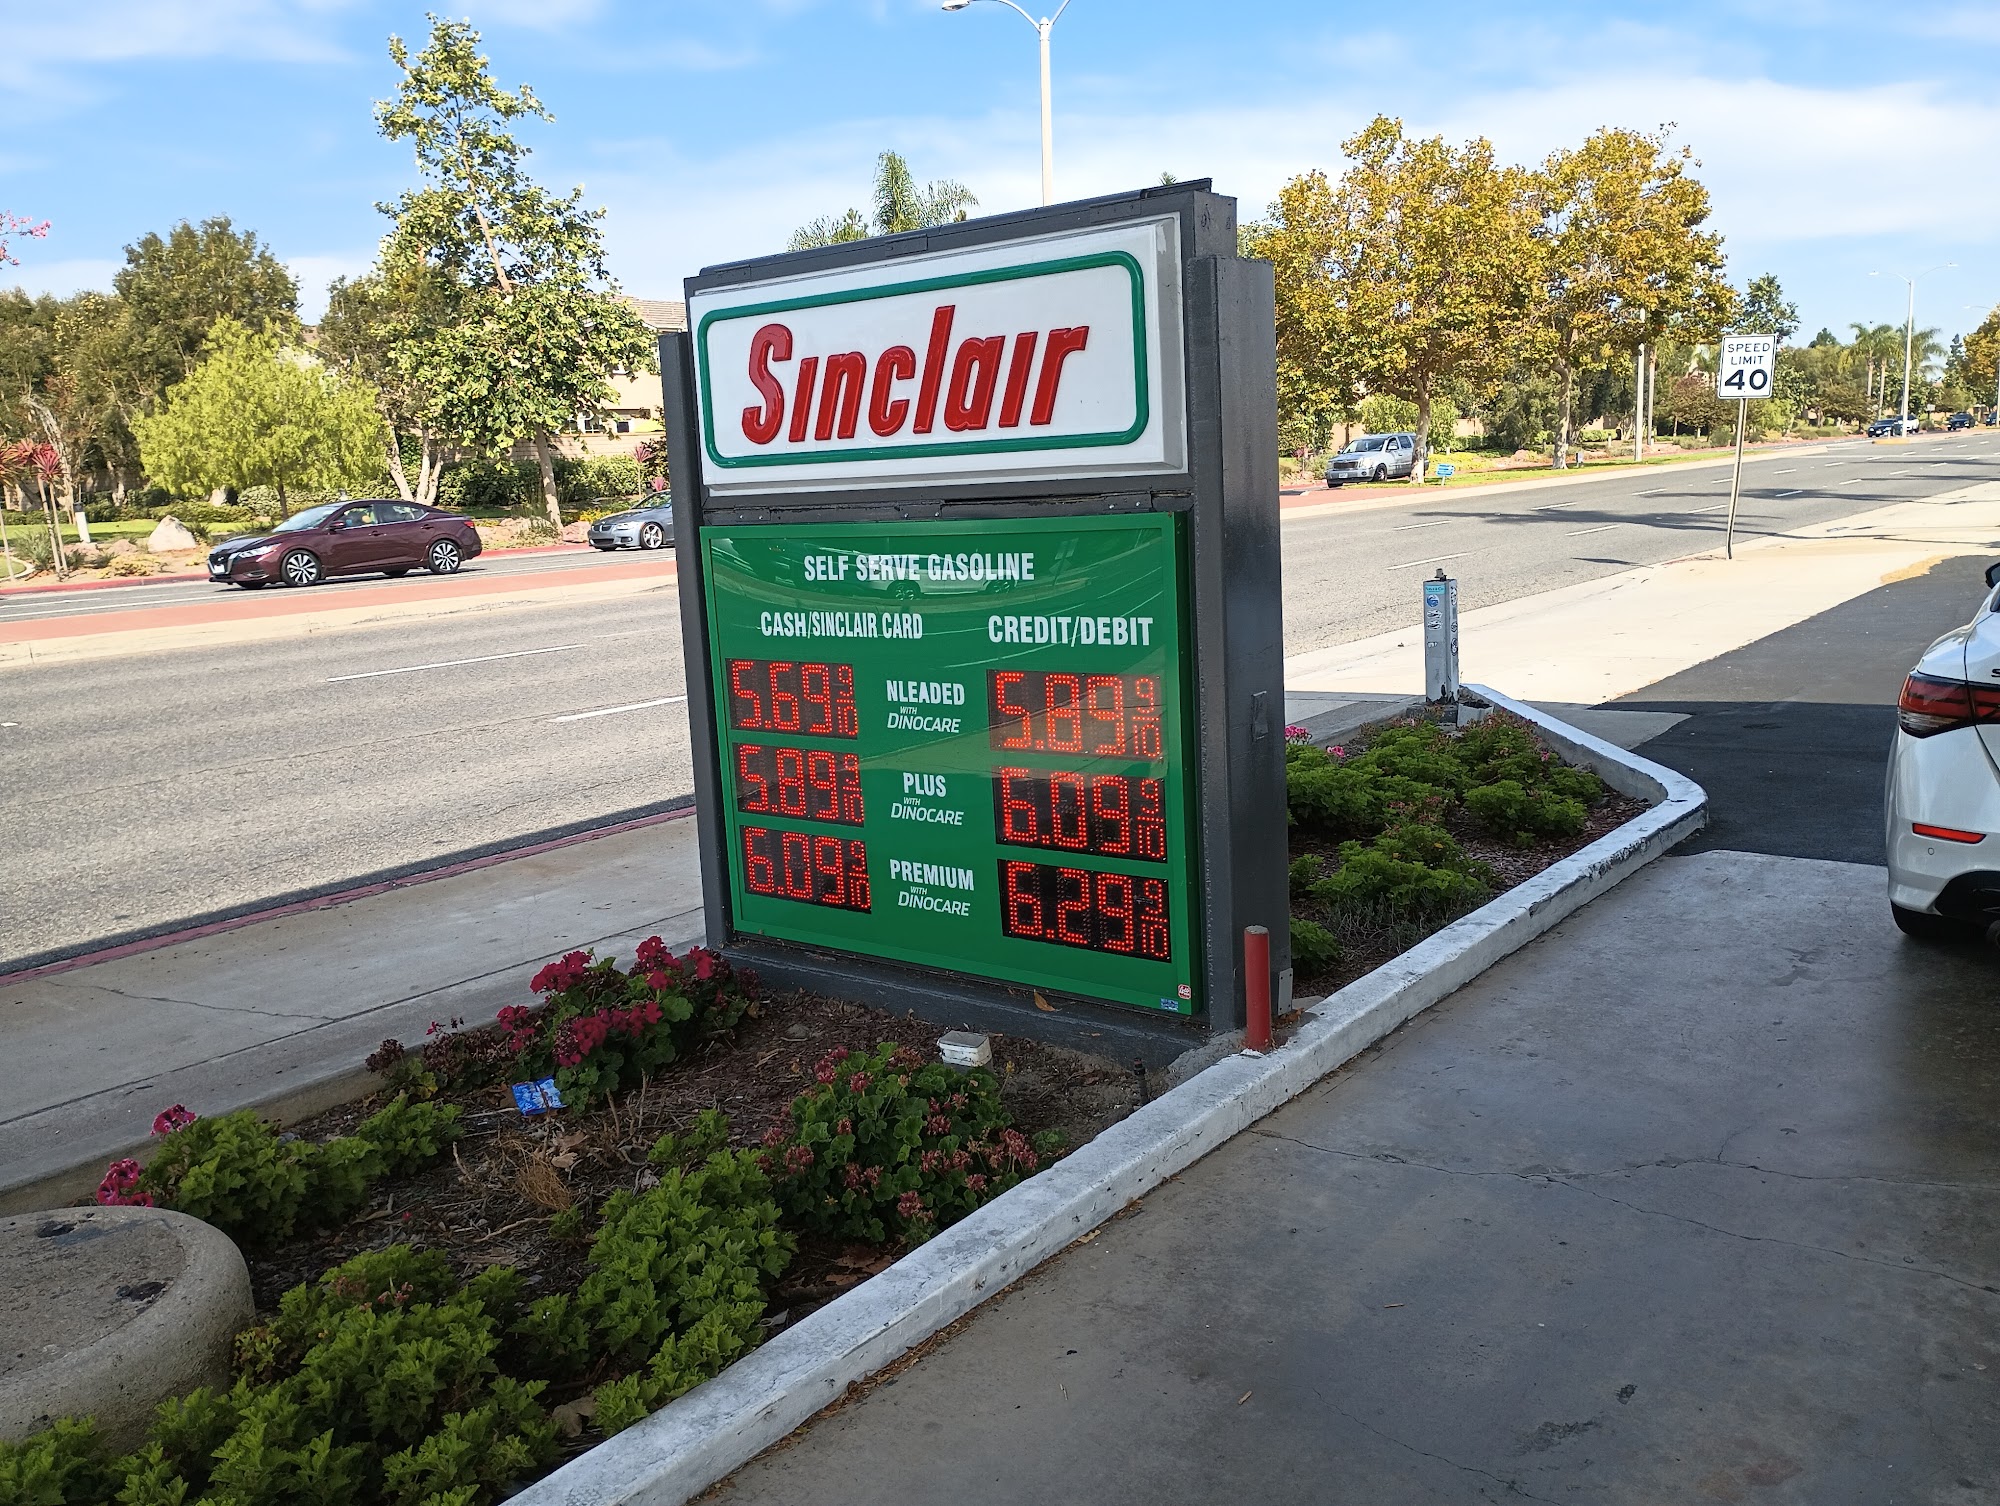 Sinclair
SPEED
LIMIT
40
SELF SERVE GASOLINE
CASH/SINCLAIR CARD CREDIT/DEBIT
5.69 9/10 NLEADED 5.89 9/10
WITH
DINOCARE
5.89 9/10 PLUS 6.09 9/10
WITH
DINOCARE
6.09 9/10 PREMIUM 6.29 9/10
WITH
DINOCARE